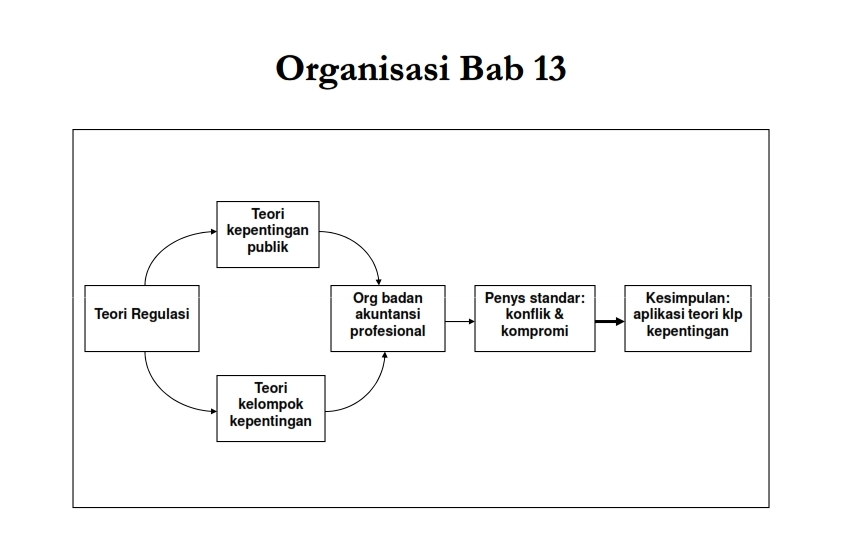 Organisasi Bab 13
Teori
kepentingan
publik
Teori Regulasi
Org badan
akuntansi
profesional
Penys standar:
konflik &
kompromi
Kesimpulan:
aplikasi teori klp
kepentingan
Teori
kelompok
kepentingan